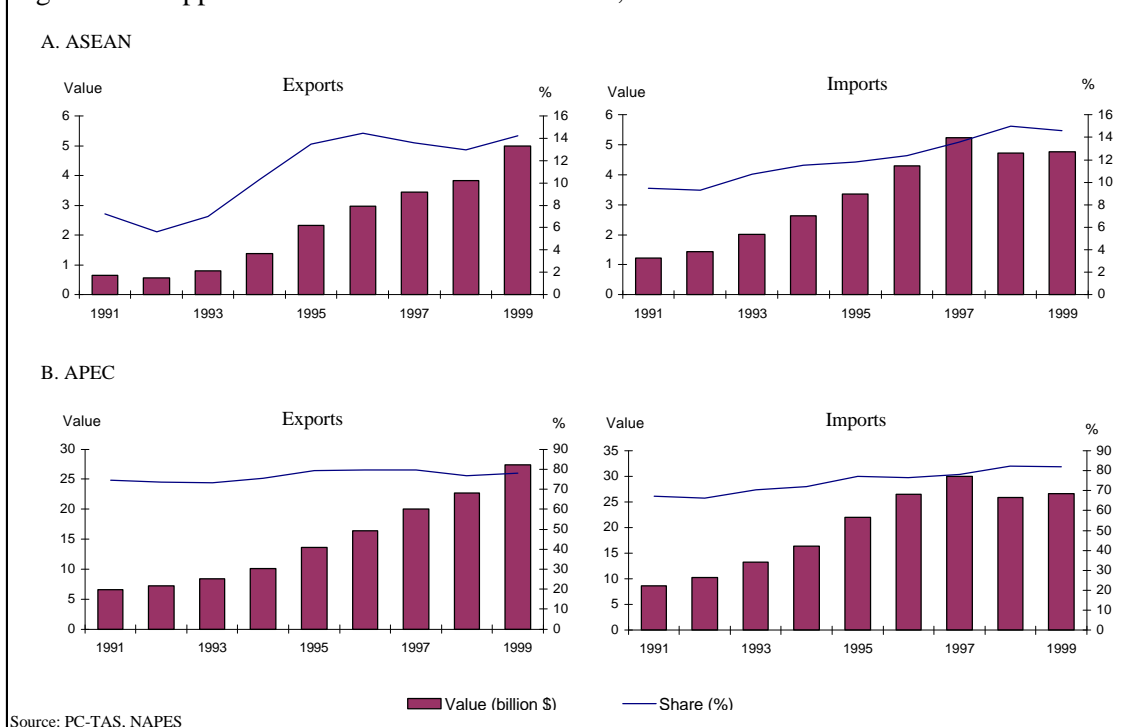 A. ASEAN
Value Exports %
6 5 4 3 2 1 0
16 14 12 10 8 6 4 2 0
1991 1993 1995 1997 1999
Value Imports %
6 5 4 3 2 1 0
16 14 12 10 8 6 4 2 0
1991 1993 1995 1997 1999
B. APEC
Value Exports %
30 25 20 15 10 5 0
90 80 70 60 50 40 30 20 10 0
1991 1993 1995 1997 1999
Value Imports %
35 30 25 20 15 10 5 0
90 80 70 60 50 40 30 20 10 0
1991 1993 1995 1997 1999
Value (billion $) Share (%)
Source: PC-TAS, NAPES